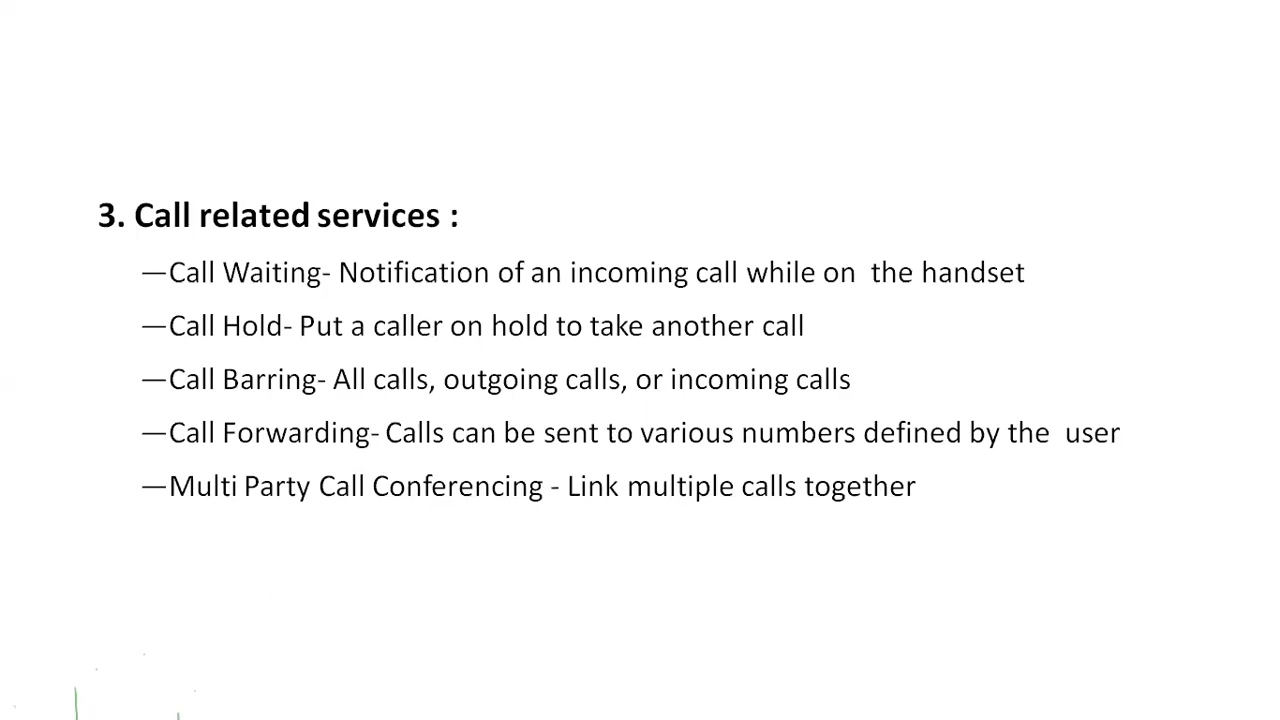 3. Call related services :
—Call Waiting- Notification of an incoming call while on  the handset
—Call Hold- Put a caller on hold to take another call
—Call Barring- All calls, outgoing calls, or incoming calls
—Call Forwarding- Calls can be sent to various numbers defined by the  user
—Multi Party Call Conferencing - Link multiple calls together